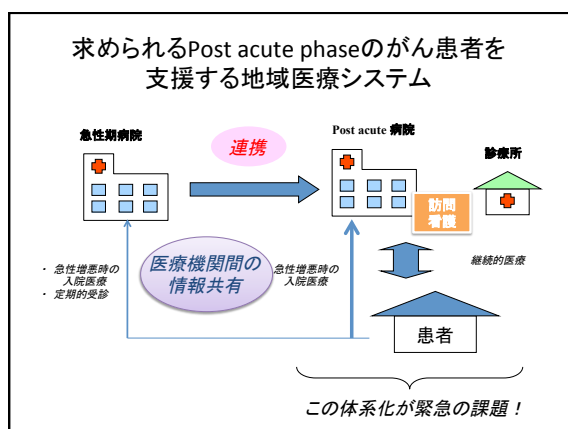 求められるPost acute phaseのがん患者を
支援する地域医療システム
急性期病院
連携
Post acute 病院
診療所
訪問
看護
医療機関間の
情報共有
・ 急性増悪時の
入院医療
・ 定期的受診
急性増悪時の
入院医療
継続的医療
患者
この体系化が緊急の課題！